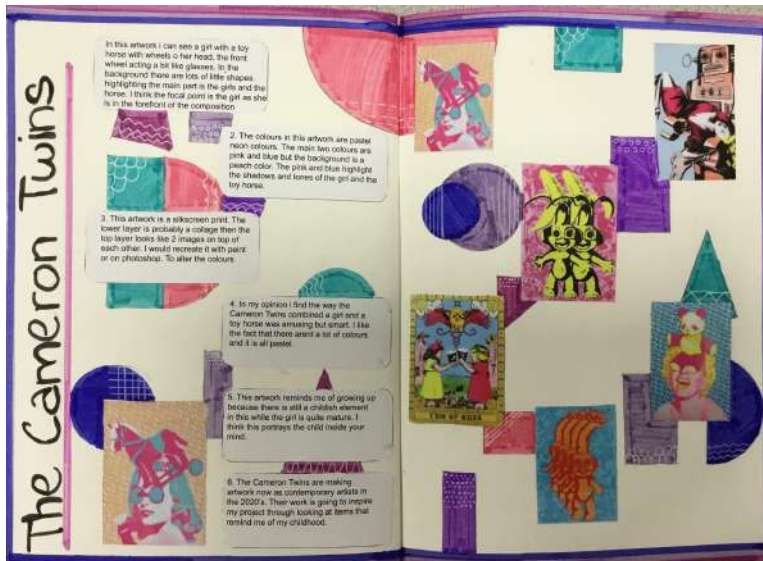 The Cameron Twins
In this artwork i can see a girl with a toy
horse with wheels o her head, the front
wheel acting a bit like glasses. In the
background there are lots of little shapes
highlighting the main part is the girls and the
horse. I think the focal point is the girl as she
is in the forefront of the composition
2. The colours in this artwork are pastel
neon colours. The main two colours are
pink and blue but the background is a
peach color. The pink and blue highlight
the shadows and tones of the girl and the
toy horse.
3. This artwork is a silkscreen print. The
lower layer is probably a collage then the
top layer looks like 2 images on top of
each other. I would recreate it with paint
or on photoshop. To alter the colours.
4. In my opinion i find the way the
Cameron Twins combined a girl and a
toy horse was amusing but smart. I like
the fact that there arent a lot of colours
and it is all pastel.
5. This artwork reminds me of growing up
because there is still a childish element
in this while the girl is quite mature. I
think this portrays the child inside your
mind.
6. The Cameron Twins are making
artwork now as contemporary artists in
the 2020's. Their work is going to inspire
my project through looking at items that
remind me of my childhood.
OF